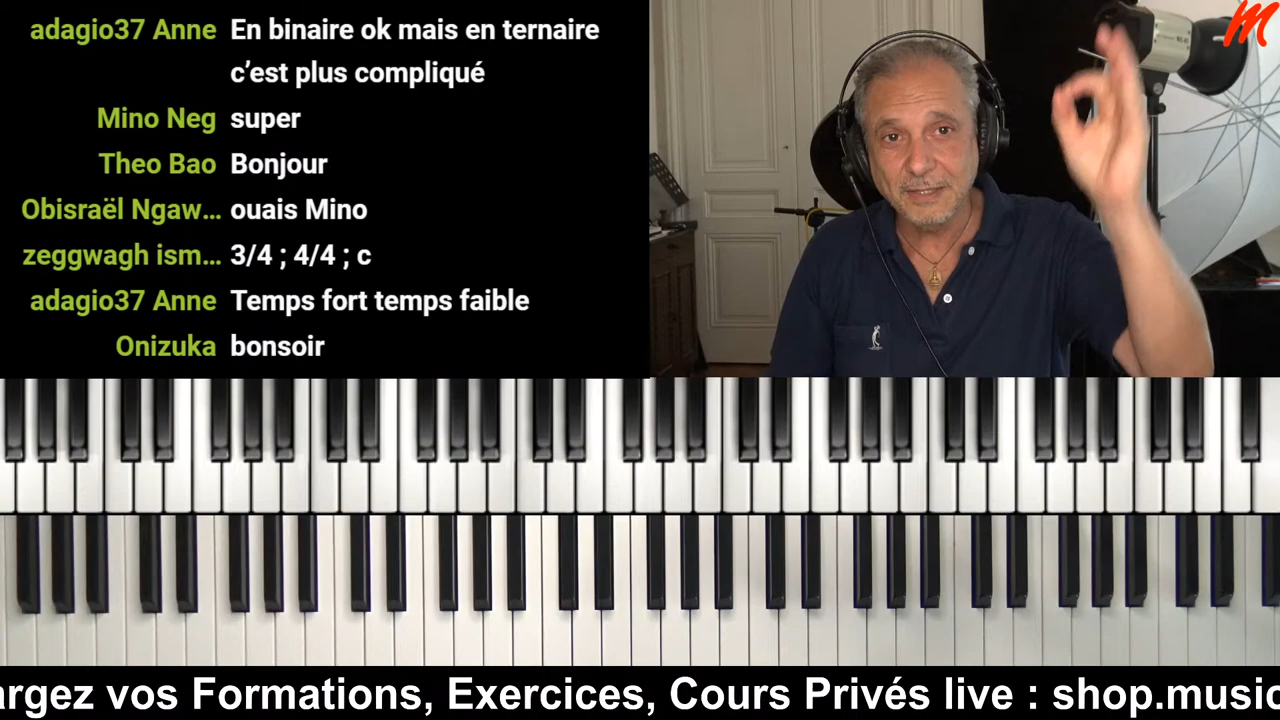 adagio37 Anne En binaire ok mais en ternaire
c’est plus compliqué
Mino Neg super
Theo Bao Bonjour
Obisraël Ngaw... ouais Mino
zeggwagh ism... 3/4 ; 4/4 ; c
adagio37 Anne Temps fort temps faible
Onizuka bonsoir
argez vos Formations, Exercices, Cours Privés live : shop.music